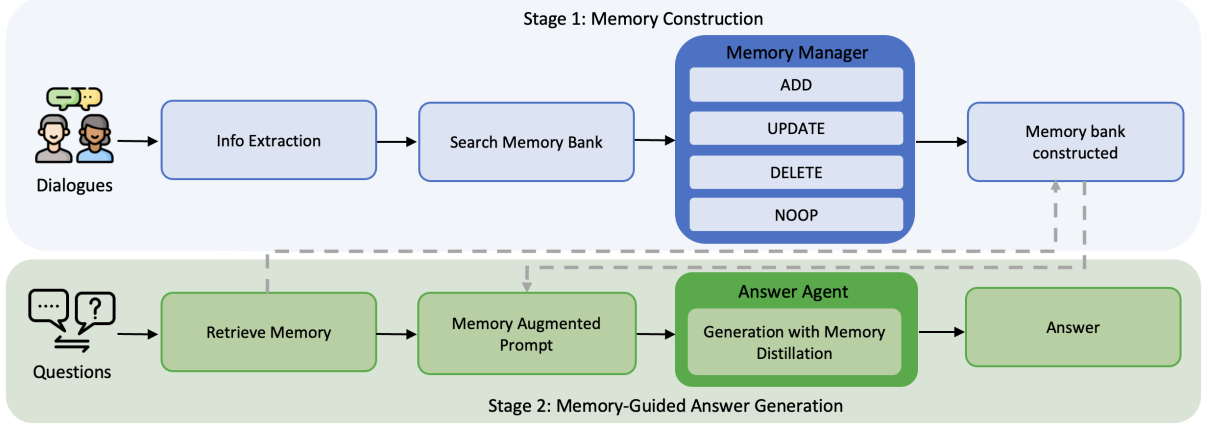 Stage 1: Memory Construction
Memory Manager
ADD
UPDATE
DELETE
NOOP
Info Extraction
Search Memory Bank
Memory bank
constructed
Dialogues
Questions
Retrieve Memory
Memory Augmented
Prompt
Answer Agent
Generation with Memory
Distillation
Answer
Stage 2: Memory-Guided Answer Generation